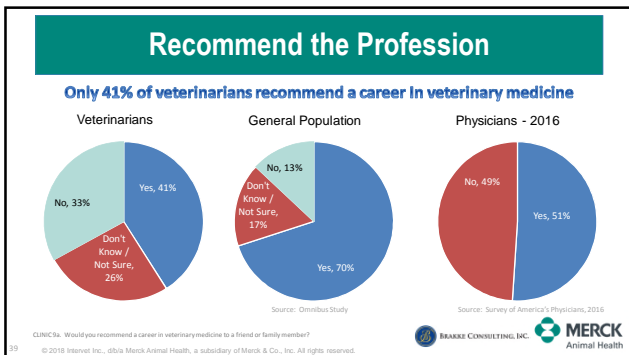 Recommend the Profession
Only 41% of veterinarians recommend a career in veterinary medicine
Veterinarians
General Population
Physicians - 2016
No, 33%
Yes, 41%
Don't
Know /
Not Sure,
26%
No, 13%
Don't
Know /
Not Sure,
17%
Yes, 70%
No, 49%
Yes, 51%
Source: Omnibus Study
Source: Survey of America's Physicians, 2016
CLINIC9a. Would you recommend a career in veterinary medicine to a friend or family member?
BRAKKE CONSULTING, INC.
MERCK
Animal Health
39
© 2018 Intervet Inc., d/b/a Merck Animal Health, a subsidiary of Merck & Co., Inc. All rights reserved.